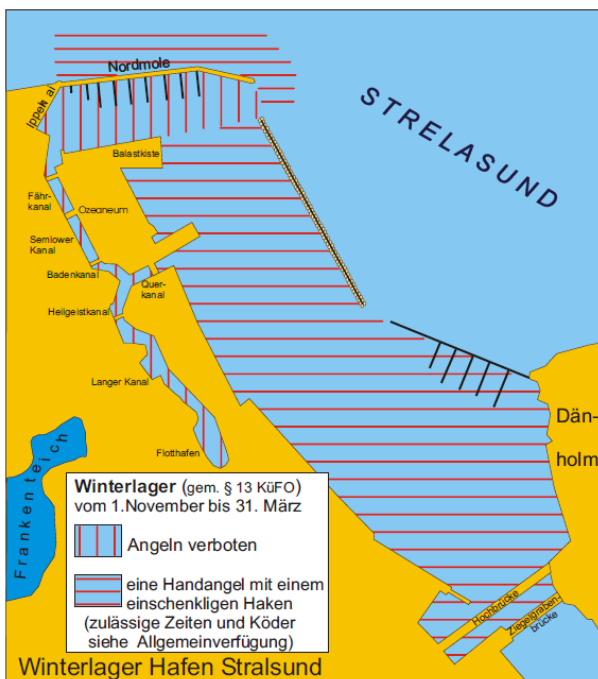 Nordmole
Ippenkai
STRELASUND
Balastkiste
Fähr-
kanal
Ozeaneum
Semlower
Kanal
Badenkanal
Quer-
kanal
Heilgeistkanal
Langer Kanal
Flotthafen
Dän-
holm
Frankenteich
Winterlager (gem. § 13 KüFO)
vom 1.November bis 31. März
Angeln verboten
eine Handangel mit einem
einschenkligen Haken
(zulässige Zeiten und Köder
siehe Allgemeinverfügung)
Hochbrücke
Ziegelgraben-
brücke
Winterlager Hafen Stralsund